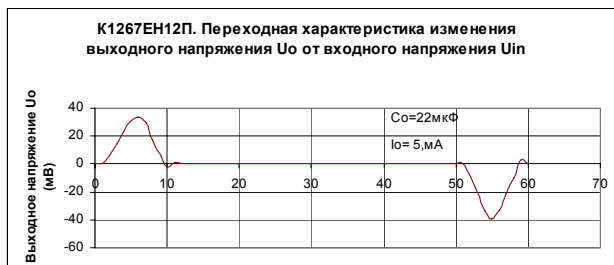 К1267ЕН12П. Переходная характеристика изменения
выходного напряжения Uo от входного напряжения Uin
Выходное напряжение Uo
(мВ)
40
20
0
-20
-40
-60
Co=22мкФ
Io= 5,мА
0 10 20 30 40 50 60 70